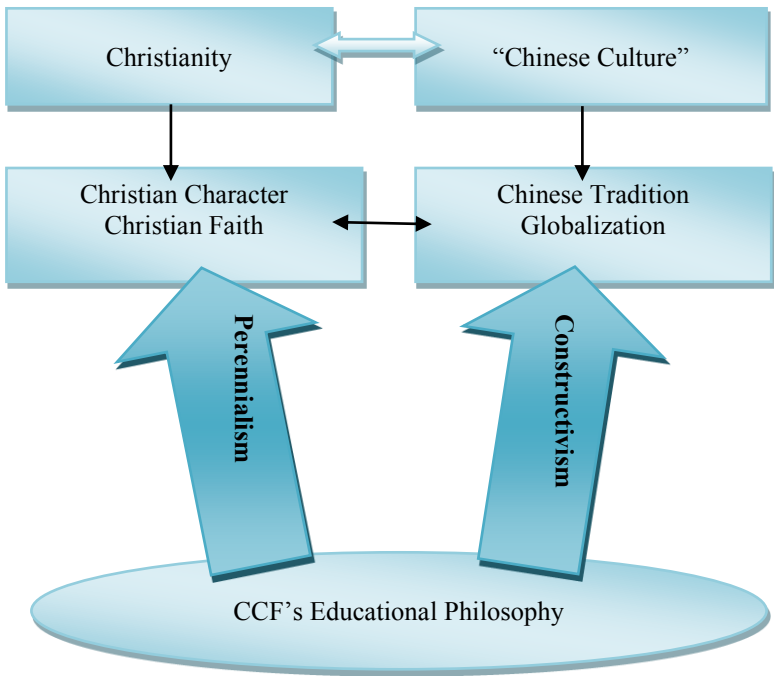 Christianity
“Chinese Culture”
Christian Character
Christian Faith
Chinese Tradition
Globalization
Perennialism
Constructivism
CCF’s Educational Philosophy